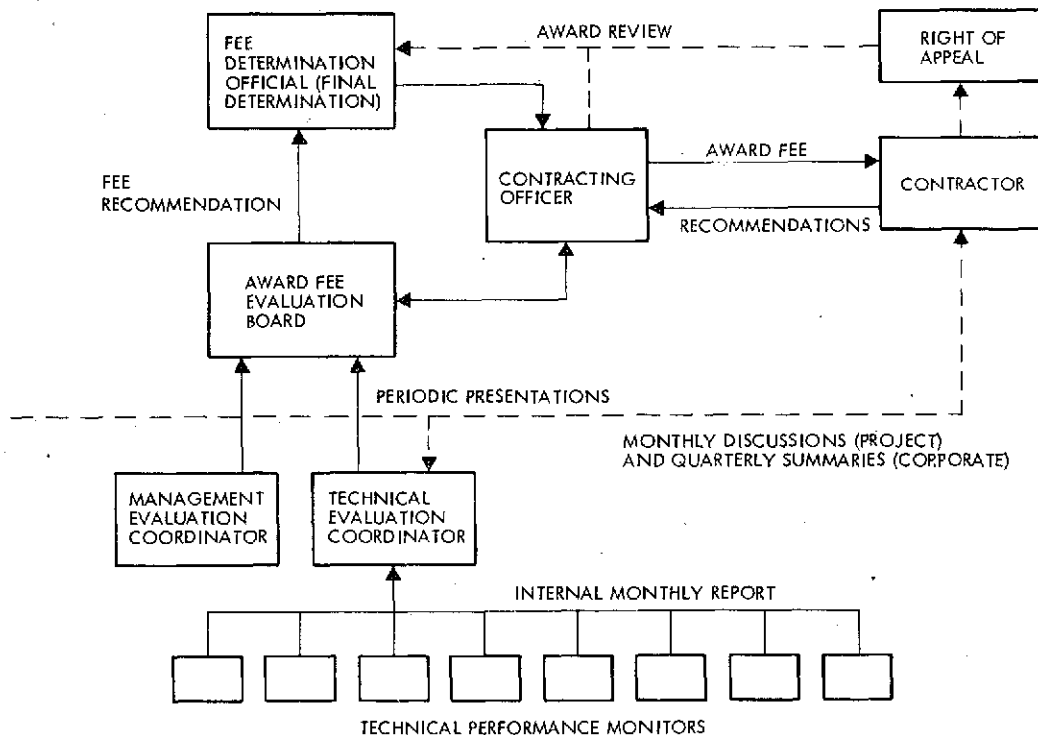 FEE
DETERMINATION
OFFICIAL (FINAL
DETERMINATION)
AWARD REVIEW
RIGHT OF
APPEAL
CONTRACTING
OFFICER
AWARD FEE
CONTRACTOR
RECOMMENDATIONS
FEE
RECOMMENDATION
AWARD FEE
EVALUATION
BOARD
PERIODIC PRESENTATIONS
MONTHLY DISCUSSIONS (PROJECT)
AND QUARTERLY SUMMARIES (CORPORATE)
MANAGEMENT
EVALUATION
COORDINATOR
TECHNICAL
EVALUATION
COORDINATOR
INTERNAL MONTHLY REPORT
TECHNICAL PERFORMANCE MONITORS